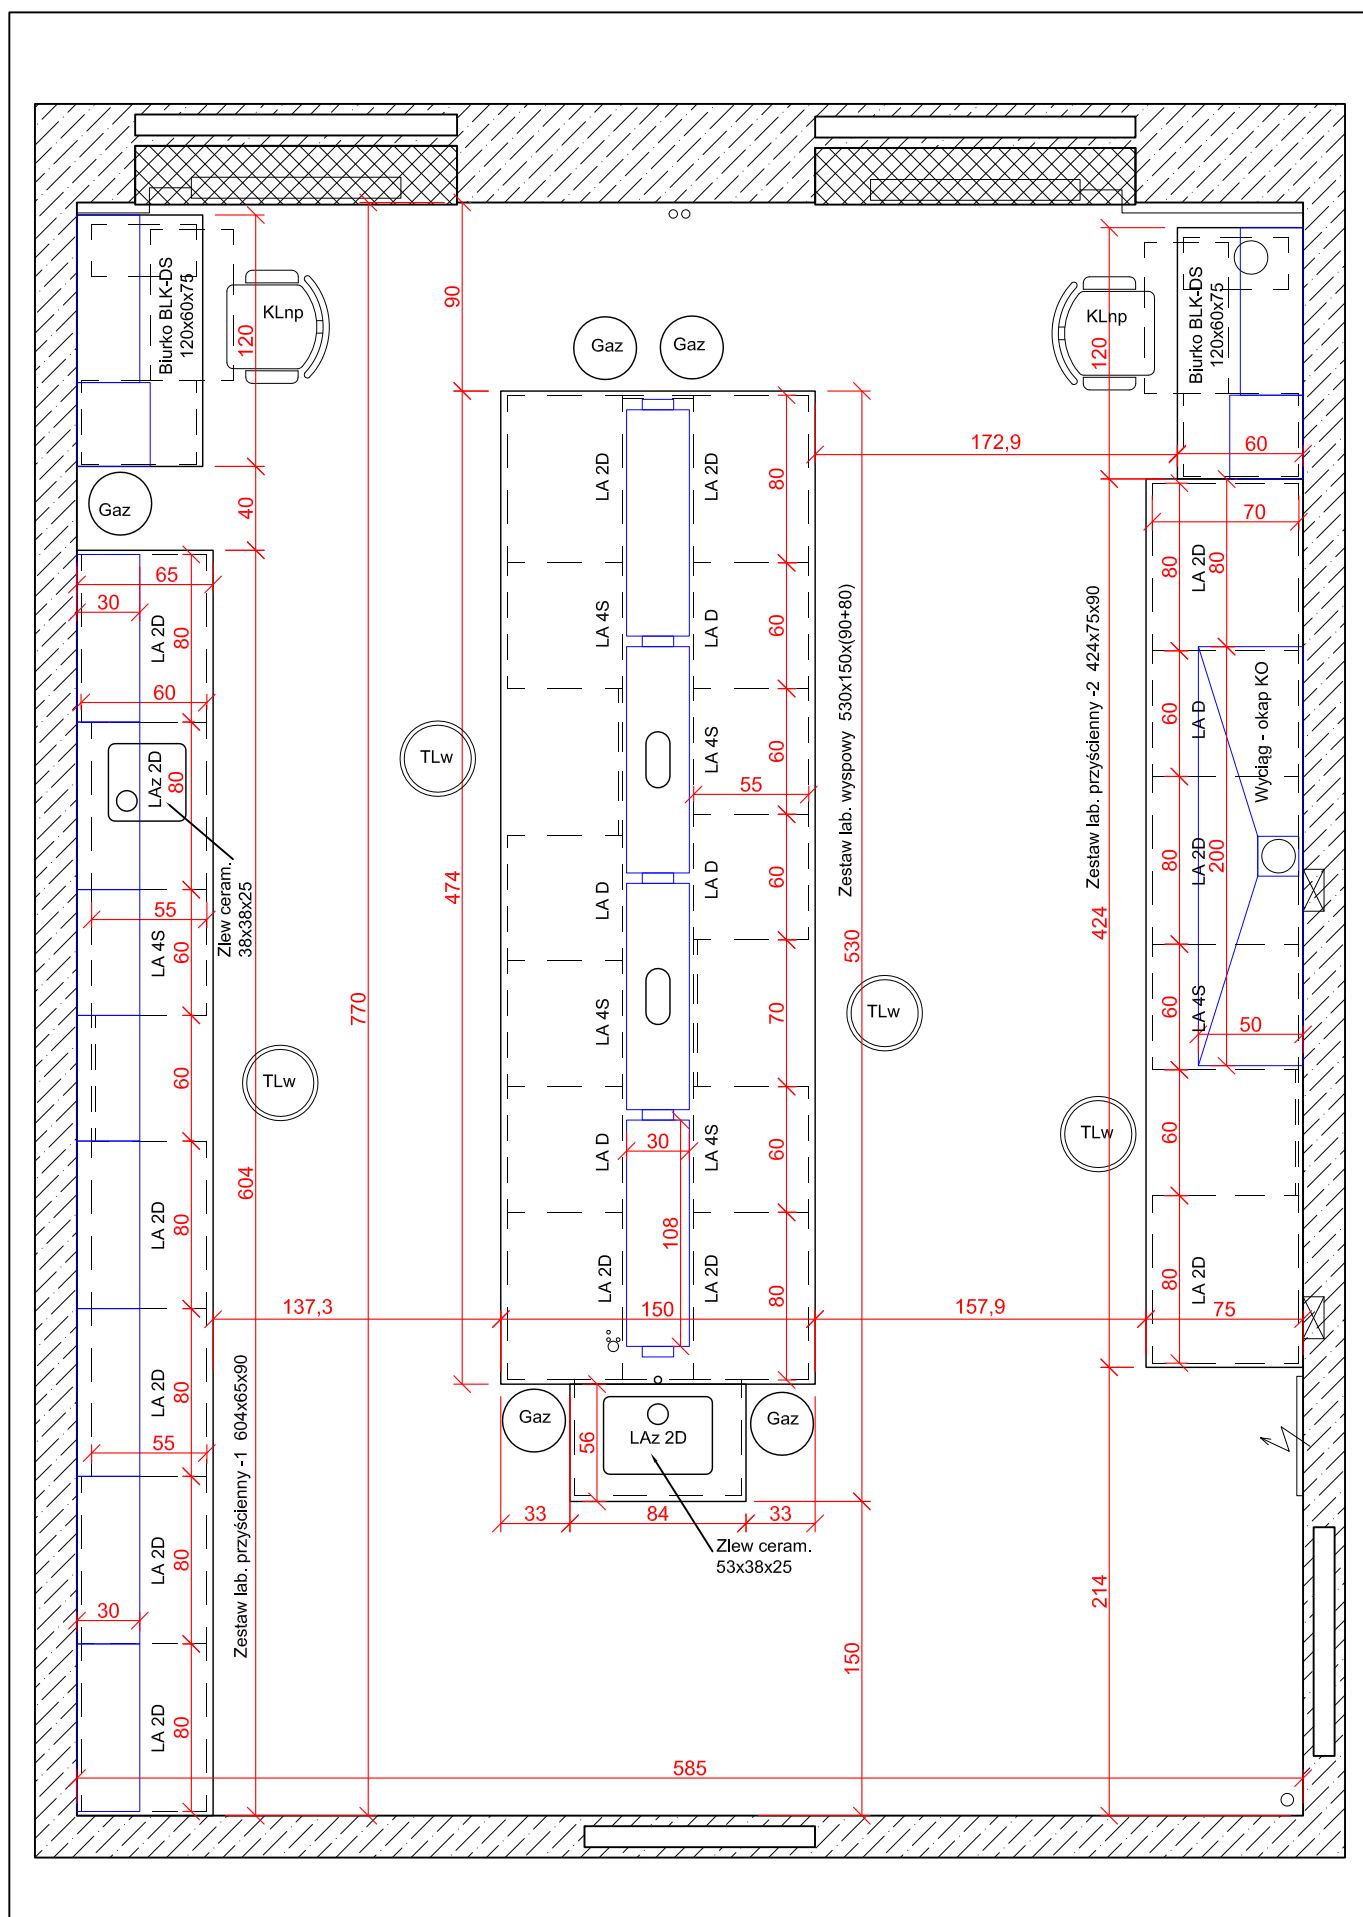 Biurko BLK-DS
120x60x75
120
KLnp
90
Gaz
Gaz
KLnp
120
Biurko BLK-DS
120x60x75
172,9
60
Gaz
40
65
30
LA 2D
80
60
LAz 2D
80
Zlew ceram.
38x38x25
55
LA 4S
60
60
LA 2D
80
LA 2D
80
55
LA 2D
80
30
LA 2D
80
604
Zestaw lab. przyścienny -1  604x65x90
770
474
TLw
TLw
137,3
LA 2D
LA 2D
80
LA 4S
LA D
60
LA 4S
60
55
LA D
LA D
60
LA 4S
70
LA D
30
LA 4S
60
108
LA 2D
LA 2D
80
150
Zestaw lab. wyspowy  530x150x(90+80)
530
TLw
TLw
157,9
75
Zestaw lab. przyścienny -2  424x75x90
424
70
80
LA 2D
80
60
LA D
Wyciąg - okap KO
80
LA 2D
200
60
LA 4S
50
60
80
LA 2D
Gaz
56
LAz 2D
Gaz
33
84
33
Zlew ceram.
53x38x25
150
214
585